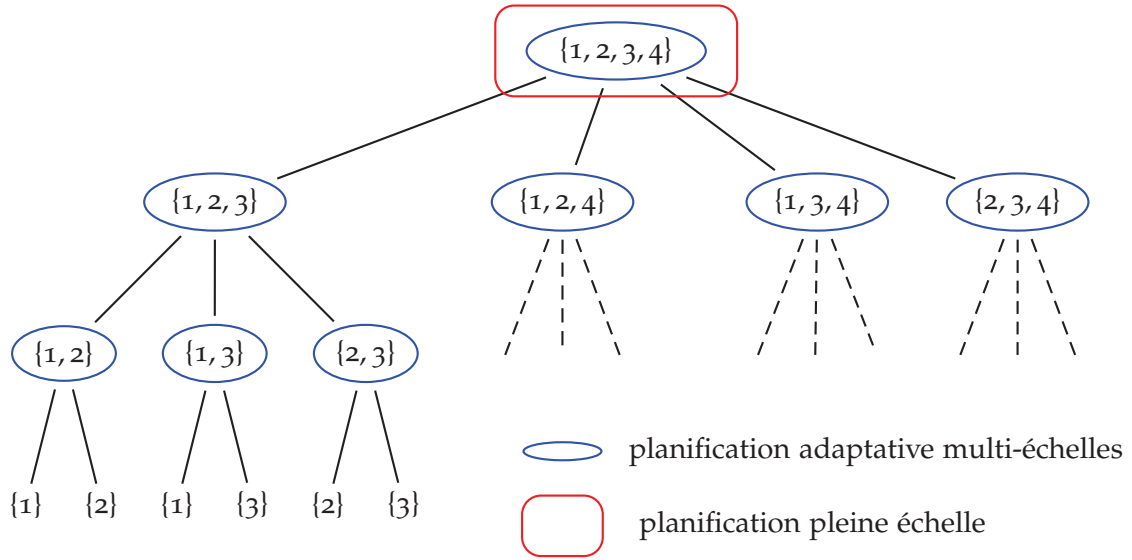 {1, 2, 3, 4}
{1, 2, 3} {1, 2, 4} {1, 3, 4} {2, 3, 4}
{1, 2} {1, 3} {2, 3}
{1} {2} {1} {3} {2} {3}
planification adaptative multi-échelles
planification pleine échelle